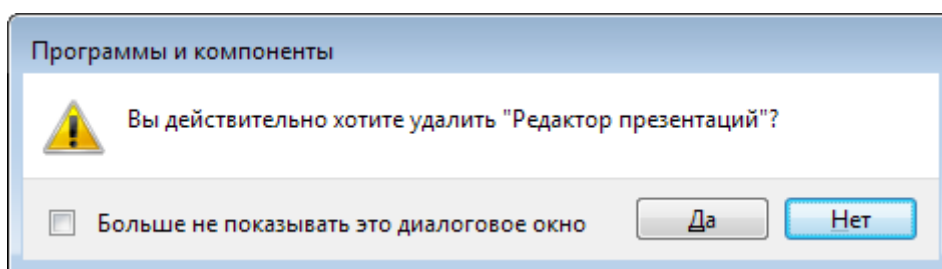 Программы и компоненты
Вы действительно хотите удалить "Редактор презентаций"?
Больше не показывать это диалоговое окно
Да
Нет